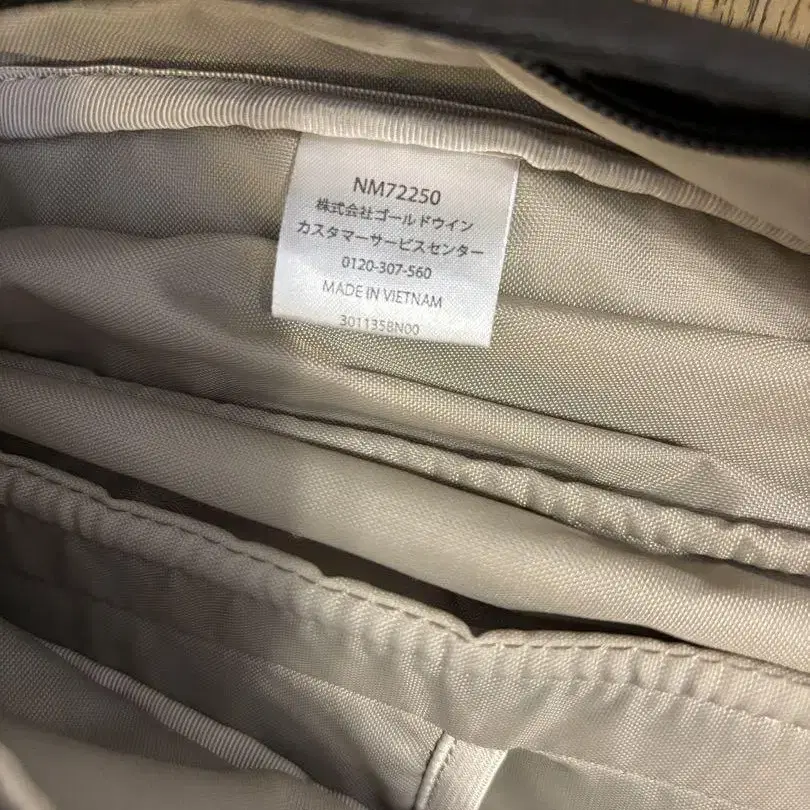 NM72250
株式会社ゴールドウイン
カスタマーサービスセンター
0120-307-560
MADE IN VIETNAM
301135BN00